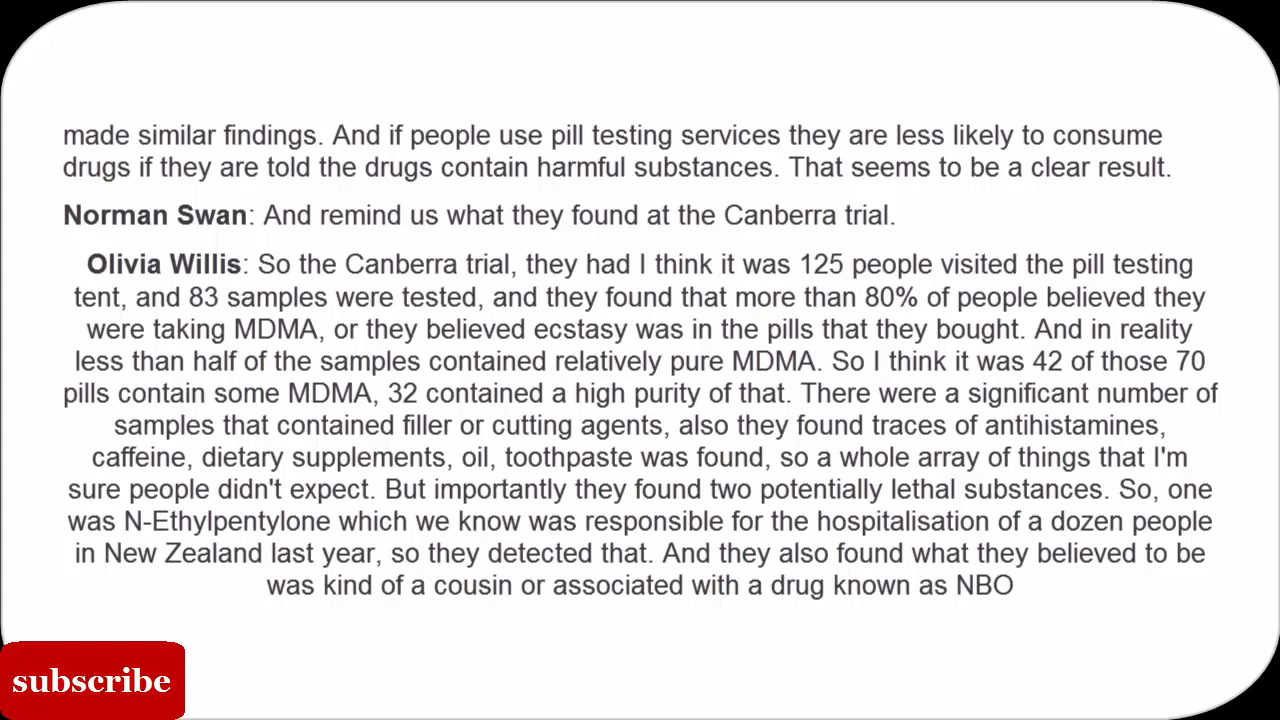 made similar findings. And if people use pill testing services they are less likely to consume
drugs if they are told the drugs contain harmful substances. That seems to be a clear result.
Norman Swan: And remind us what they found at the Canberra trial.
Olivia Willis: So the Canberra trial, they had I think it was 125 people visited the pill testing
tent, and 83 samples were tested, and they found that more than 80% of people believed they
were taking MDMA, or they believed ecstasy was in the pills that they bought. And in reality
less than half of the samples contained relatively pure MDMA. So I think it was 42 of those 70
pills contain some MDMA, 32 contained a high purity of that. There were a significant number of
samples that contained filler or cutting agents, also they found traces of antihistamines,
caffeine, dietary supplements, oil, toothpaste was found, so a whole array of things that I'm
sure people didn't expect. But importantly they found two potentially lethal substances. So, one
was N-Ethylpentylone which we know was responsible for the hospitalisation of a dozen people
in New Zealand last year, so they detected that. And they also found what they believed to be
was kind of a cousin or associated with a drug known as NBO
subscribe